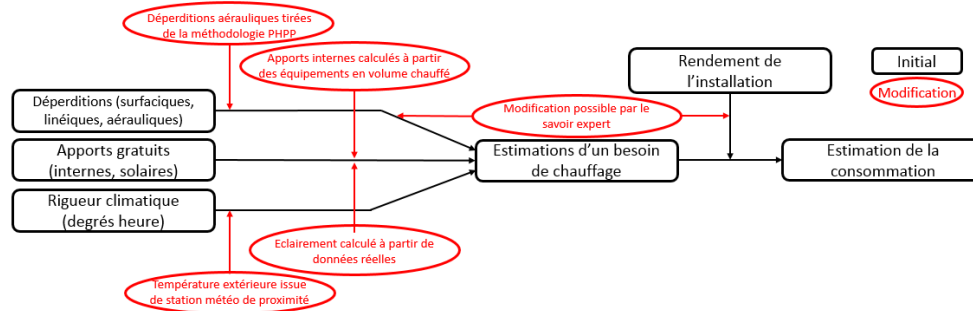 Déperditions aérauliques tirées
de la méthodologie PHPP
Apports internes calculés à partir
des équipements en volume chauffé
Rendement de
l'installation
Initial
Modification
Déperditions (surfaciques,
linéiques, aérauliques)
Modification possible par le
savoir expert
Apports gratuits
(internes, solaires)
Estimations d'un besoin
de chauffage
Estimation de la
consommation
Rigueur climatique
(degrés heure)
Eclairement calculé à partir de
données réelles
Température extérieure issue
de station météo de proximité